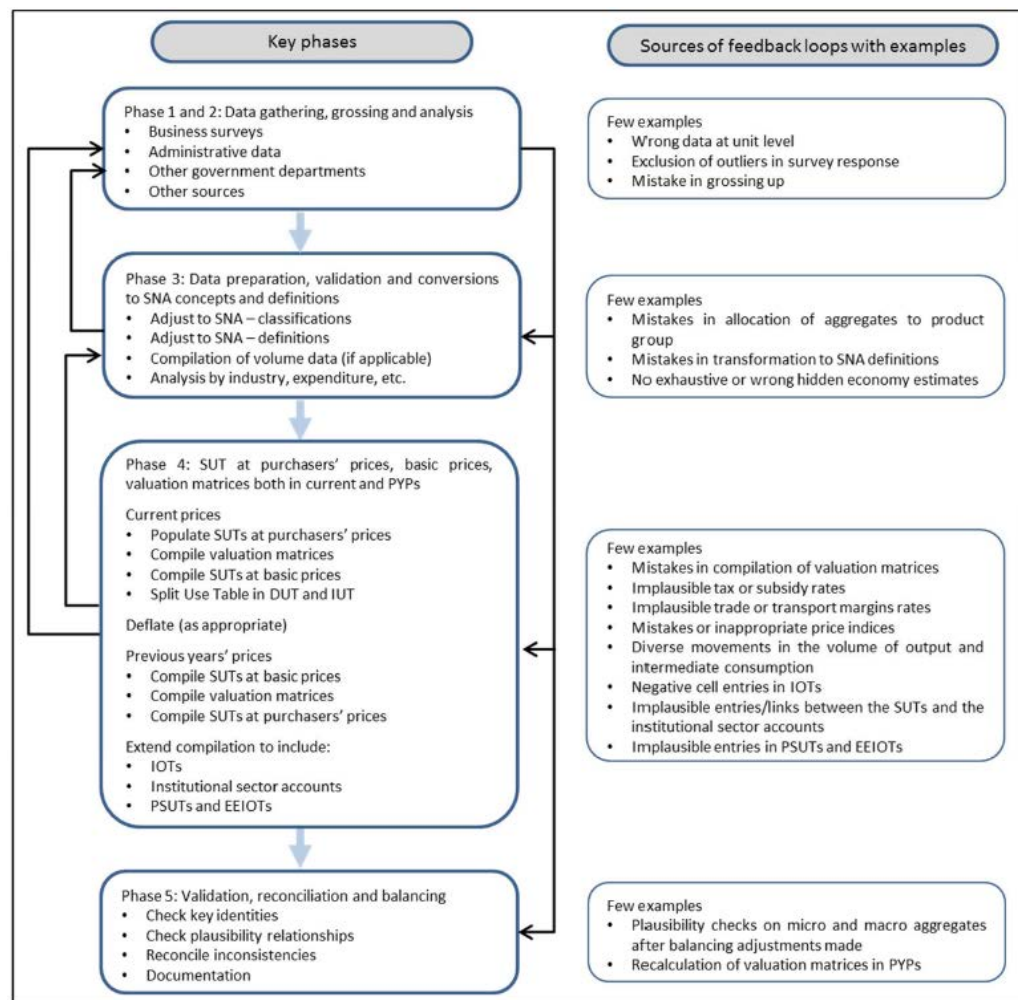 Key phases
Sources of feedback loops with examples
Phase 1 and 2: Data gathering, grossing and analysis
• Business surveys
• Administrative data
• Other government departments
• Other sources
Few examples
• Wrong data at unit level
• Exclusion of outliers in survey response
• Mistake in grossing up
Phase 3: Data preparation, validation and conversions
to SNA concepts and definitions
• Adjust to SNA – classifications
• Adjust to SNA – definitions
• Compilation of volume data (if applicable)
• Analysis by industry, expenditure, etc.
Few examples
• Mistakes in allocation of aggregates to product
group
• Mistakes in transformation to SNA definitions
• No exhaustive or wrong hidden economy estimates
Phase 4: SUT at purchasers' prices, basic prices,
valuation matrices both in current and PYPs
Current prices
• Populate SUTs at purchasers' prices
• Compile valuation matrices
• Compile SUTs at basic prices
• Split Use Table in DUT and IUT
Deflate (as appropriate)
Previous years' prices
• Compile SUTs at basic prices
• Compile valuation matrices
• Compile SUTs at purchasers' prices
Extend compilation to include:
• IOTs
• Institutional sector accounts
• PSUTs and EEIOTs
Few examples
• Mistakes in compilation of valuation matrices
• Implausible tax or subsidy rates
• Implausible trade or transport margins rates
• Mistakes or inappropriate price indices
• Diverse movements in the volume of output and
intermediate consumption
• Negative cell entries in IOTs
• Implausible entries/links between the SUTs and the
institutional sector accounts
• Implausible entries in PSUTs and EEIOTs
Phase 5: Validation, reconciliation and balancing
• Check key identities
• Check plausibility relationships
• Reconcile inconsistencies
• Documentation
Few examples
• Plausibility checks on micro and macro aggregates
after balancing adjustments made
• Recalculation of valuation matrices in PYPs